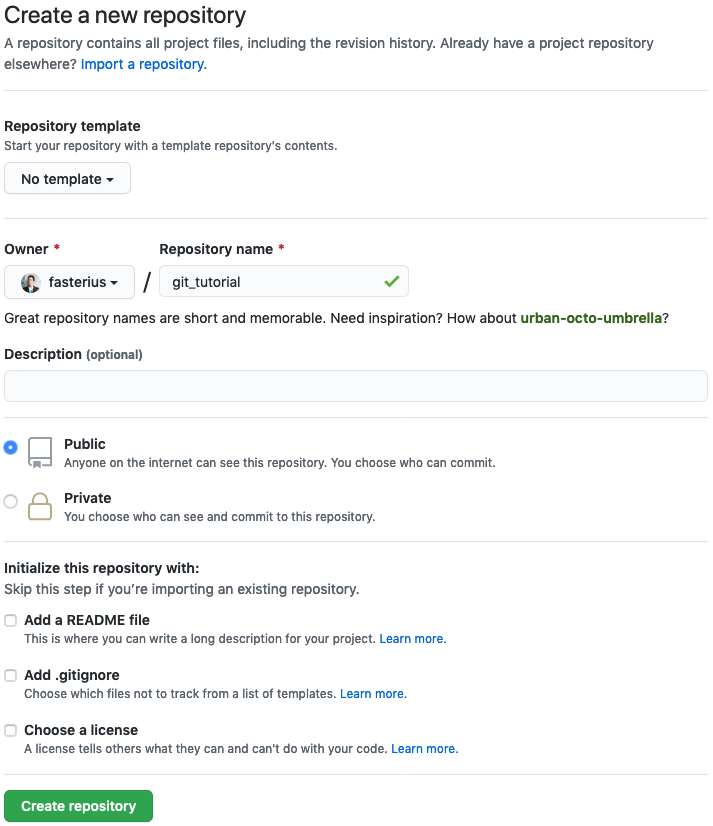 Create a new repository
A repository contains all project files, including the revision history. Already have a project repository
elsewhere? Import a repository.
Repository template
Start your repository with a template repository's contents.
No template
Owner * Repository name *
fasterius / git_tutorial
Great repository names are short and memorable. Need inspiration? How about urban-octo-umbrella?
Description (optional)
Public
Anyone on the internet can see this repository. You choose who can commit.
Private
You choose who can see and commit to this repository.
Initialize this repository with:
Skip this step if you’re importing an existing repository.
Add a README file
This is where you can write a long description for your project. Learn more.
Add .gitignore
Choose which files not to track from a list of templates. Learn more.
Choose a license
A license tells others what they can and can't do with your code. Learn more.
Create repository